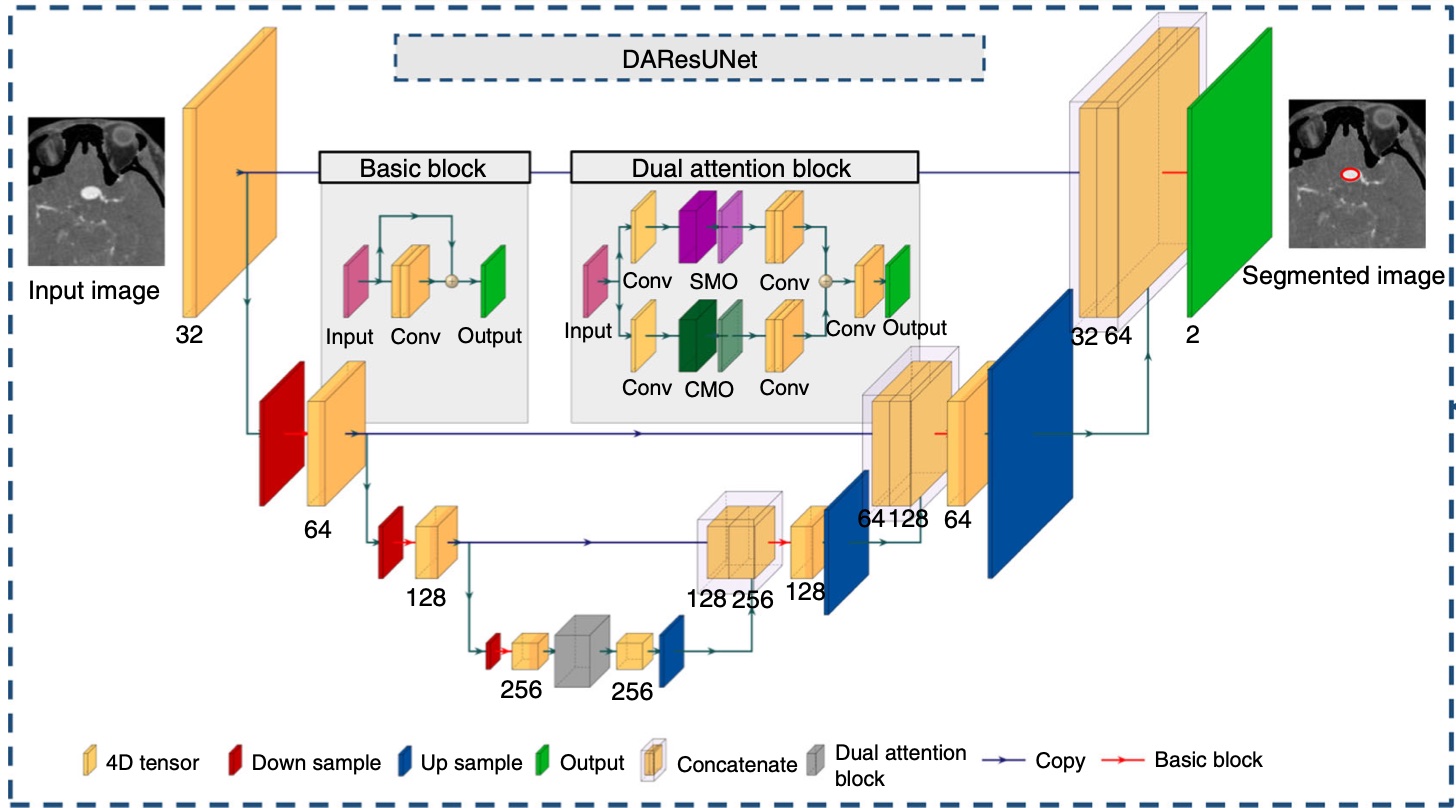 DAResUNet
Basic block
Dual attention block
Input image
Segmented image
Conv
SMO
Conv
Input
Conv
Output
Input
Conv Output
Conv
CMO
Conv
32
32 64
2
64
64 128
64
128
128 256
128
256
256
4D tensor
Down sample
Up sample
Output
Concatenate
Dual attention
block
Copy
Basic block